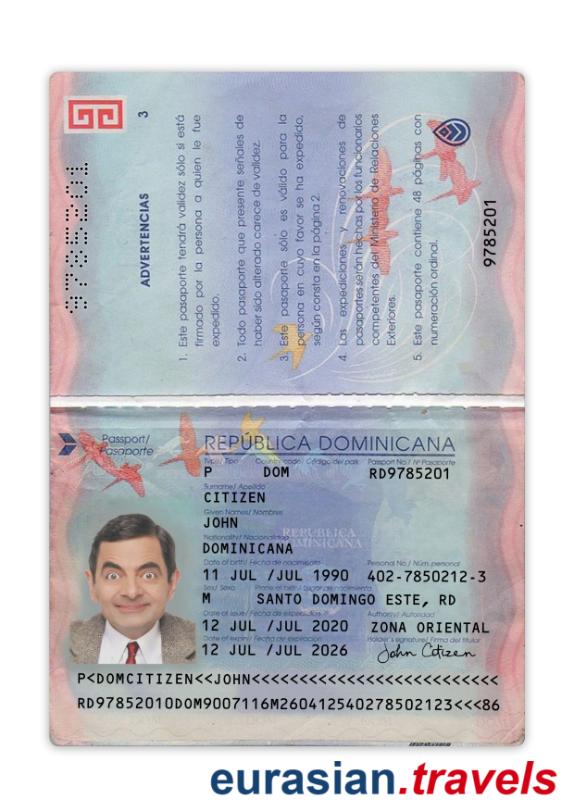 9785201
ADVERTENCIAS
3
1. Este pasaporte tendrá validez sólo si está
firmado por la persona a quien le fue
expedido.
2. Todo pasaporte que presente señales de
haber sido alterado carece de validez.
3. Este pasaporte sólo es válido para la
persona en cuyo favor se ha expedido,
según consta en la página 2.
4. Las expediciones y renovaciones de
pasaportes serán hechas por los funcionarios
competentes del Ministerio de Relaciones
Exteriores.
5. Este pasaporte contiene 48 páginas con
numeración ordinal.
9785201
Passport/
Pasaporte
REPÚBLICA DOMINICANA
Type/ Tipo Country code/ Código del país Passport No./ Nº Pasaporte
P DOM RD9785201
Surname/ Apellido
CITIZEN
Given Names/ Nombres
JOHN
REPUBLICA
DOMINICANA
Nationality/ Nacionalidad
DOMINICANA
Date of birth/ Fecha de nacimiento Personal No./ Núm. personal
11 JUL /JUL 1990 402-7850212-3
Sex/ Sexo Place of birth/ Lugar de nacimiento
M SANTO DOMINGO ESTE, RD
Date of issue/ Fecha de expedición Authority/ Autoridad
12 JUL /JUL 2020 ZONA ORIENTAL
Date of expiry/ Fecha de expiración Holder's signature/ Firma del titular
12 JUL /JUL 2026 John Citizen
P<DOMCITIZEN<<JOHN<<<<<<<<<<<<<<<<<<<<<<<<<<
RD97852010DOM9007116M260412540278502123<<<86
eurasian.travels